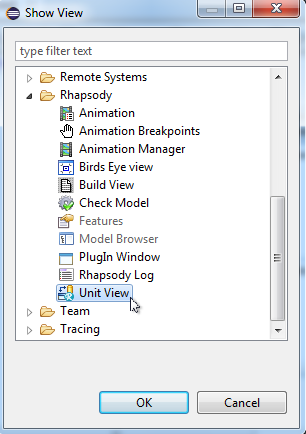 Show View
type filter text
Remote Systems
Rhapsody
Animation
Animation Breakpoints
Animation Manager
Birds Eye view
Build View
Check Model
Features
Model Browser
PlugIn Window
Rhapsody Log
Unit View
Team
Tracing
OK
Cancel